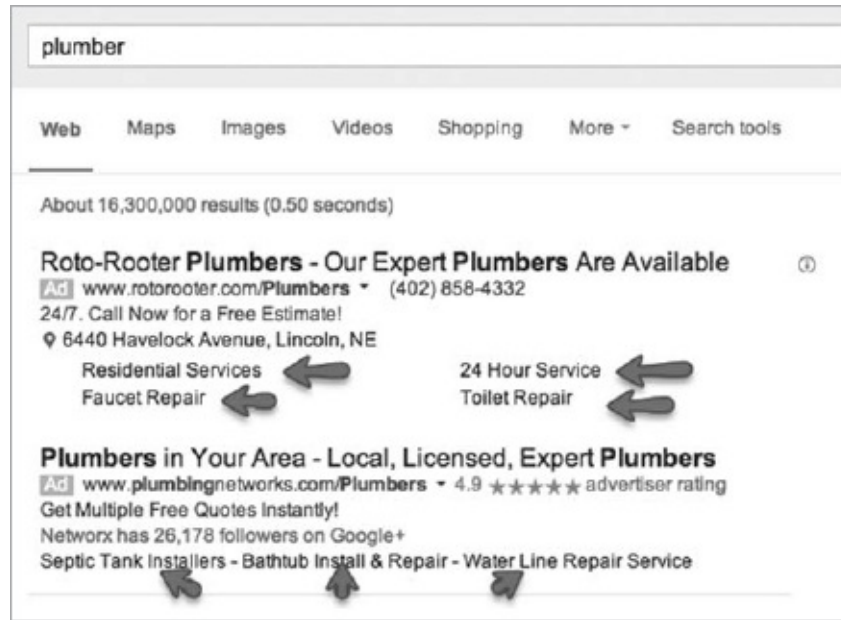 plumber
Web Maps Images Videos Shopping More Search tools
About 16,300,000 results (0.50 seconds)
Roto-Rooter Plumbers - Our Expert Plumbers Are Available
Ad www.rotorooter.com/Plumbers (402) 858-4332
24/7. Call Now for a Free Estimate!
6440 Havelock Avenue, Lincoln, NE
Residential Services 24 Hour Service
Faucet Repair Toilet Repair
Plumbers in Your Area - Local, Licensed, Expert Plumbers
Ad www.plumbingnetworks.com/Plumbers 4.9 ★★★★★ advertiser rating
Get Multiple Free Quotes Instantly!
Networx has 26,178 followers on Google+
Septic Tank Installers - Bathtub Install & Repair - Water Line Repair Service